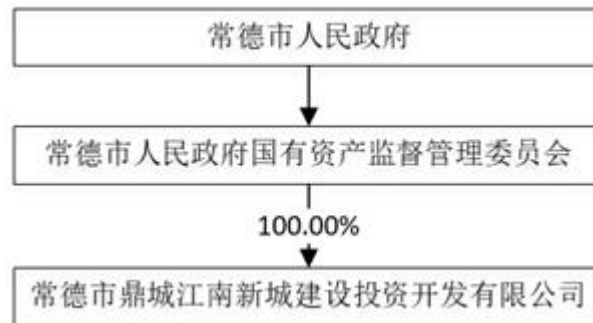 常德市人民政府
常德市人民政府国有资产监督管理委员会
100.00%
常德市鼎城江南新城建设投资开发有限公司